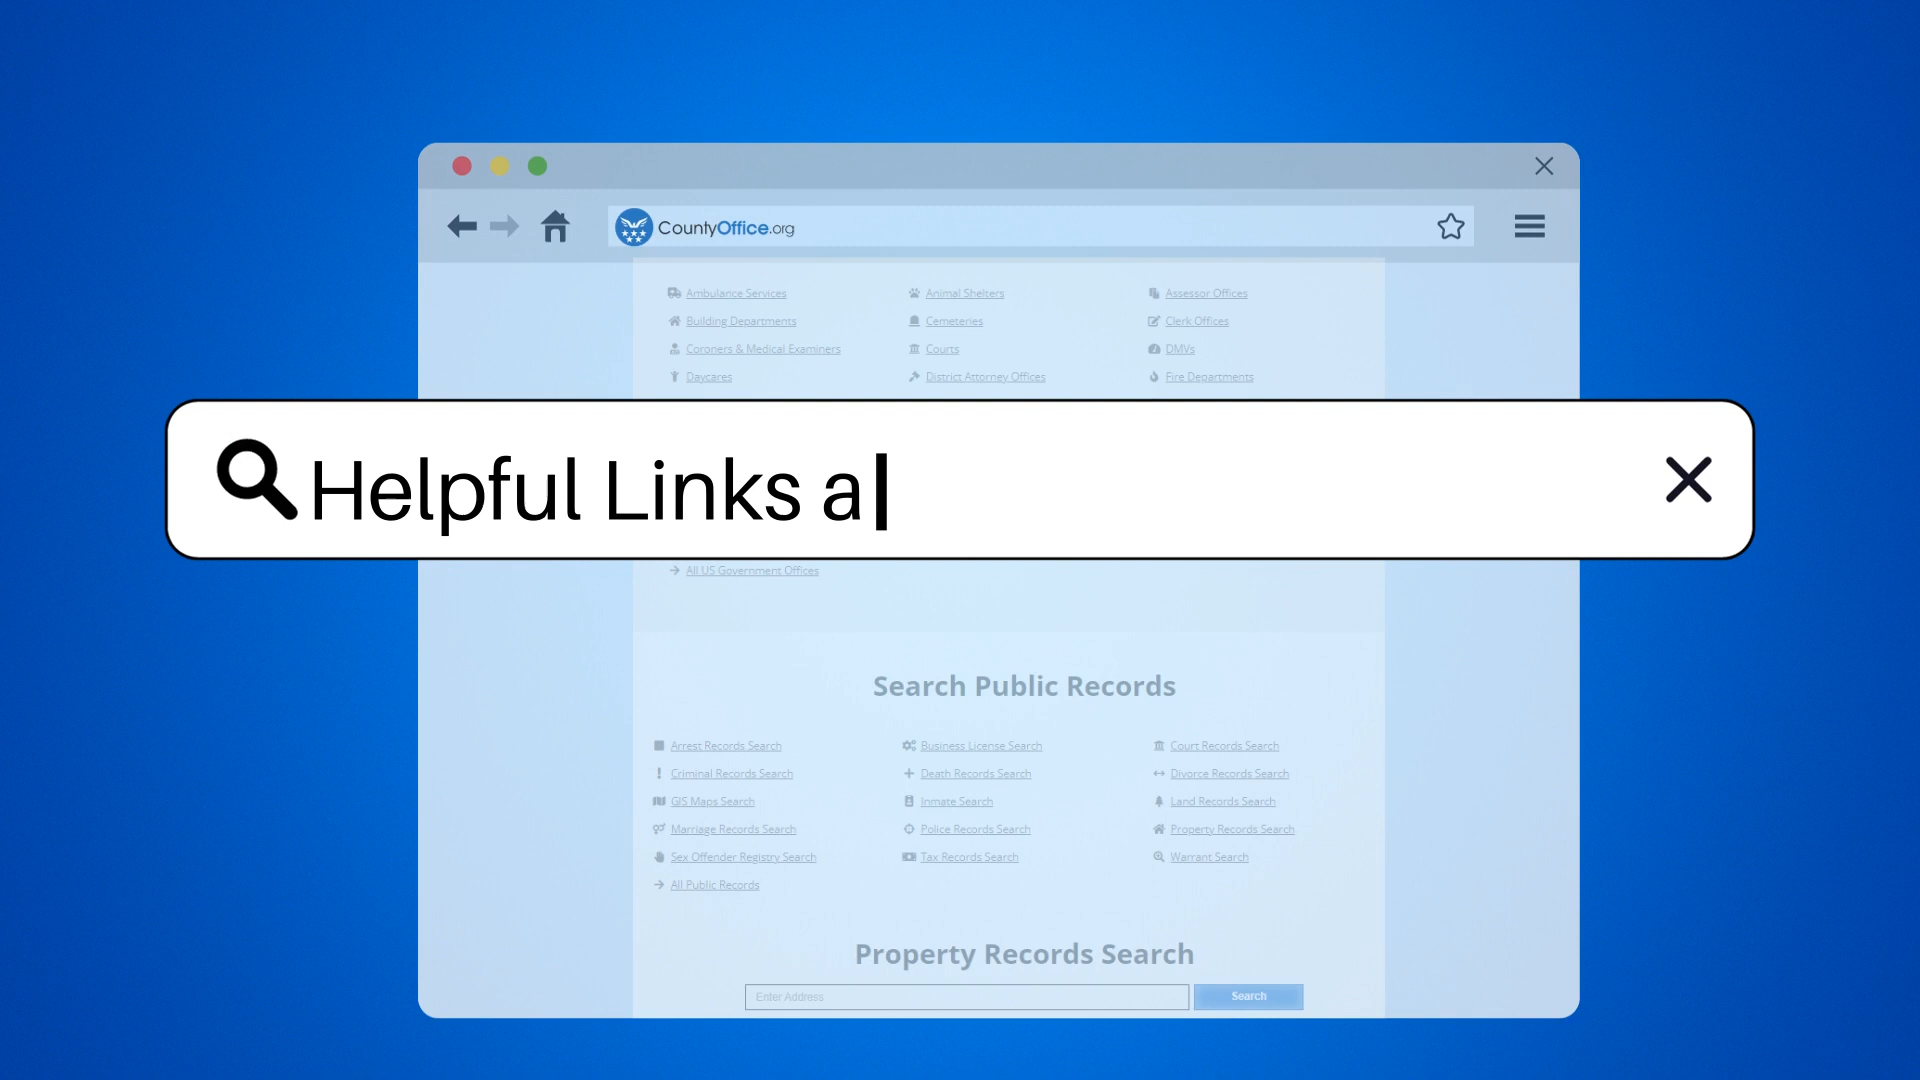 CountyOffice.org
Ambulance Services Animal Shelters Assessor Offices
Building Departments Cemeteries Clerk Offices
Coroners & Medical Examiners Courts DMVs
Daycares District Attorney Offices Fire Departments
Helpful Links a
All US Government Offices
Search Public Records
Arrest Records Search Business License Search Court Records Search
Criminal Records Search Death Records Search Divorce Records Search
GIS Maps Search Inmate Search Land Records Search
Marriage Records Search Police Records Search Property Records Search
Sex Offender Registry Search Tax Records Search Warrant Search
All Public Records
Property Records Search
Enter Address Search